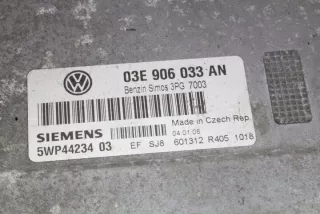 03E 906 033 AN
Benzin Simos 3PG 7003
Made in Czech Rep.
SIEMENS
04.01.06
5WP44234 03
EF SJ8 601312 R405 1018